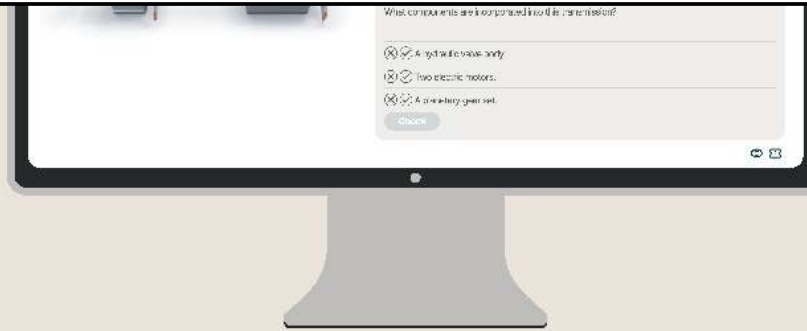 What components are incorporated into this transmission?
A hydraulic valve body.
Two electric motors.
A planetary gear set.
Check